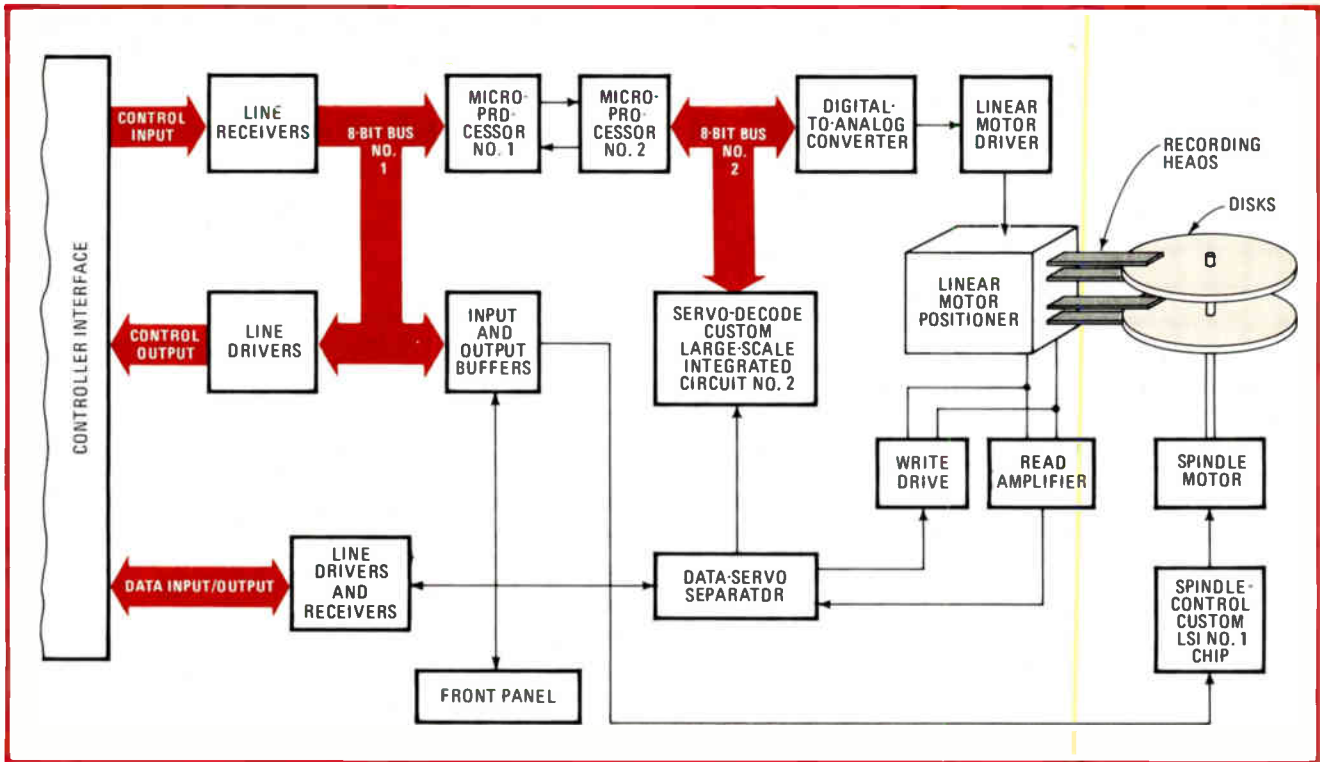 CONTROLLER INTERFACE
CONTROL
INPUT
LINE
RECEIVERS
8-BIT BUS
NO.
1
MICRO-
PRO-
CESSOR
NO. 1
MICRO-
PRO-
CESSOR
NO. 2
8-BIT BUS
NO.
2
DIGITAL-
TO-ANALOG
CONVERTER
LINEAR
MOTOR
DRIVER
RECORDING
HEAOS
DISKS
CONTROL
OUTPUT
LINE
DRIVERS
INPUT
AND
OUTPUT
BUFFERS
SERVO-DECODE
CUSTOM
LARGE-SCALE
INTEGRATED
CIRCUIT NO. 2
LINEAR
MOTOR
POSITIONER
WRITE
DRIVE
READ
AMPLIFIER
SPINDLE
MOTOR
DATA INPUT/OUTPUT
LINE
DRIVERS
AND
RECEIVERS
DATA-SERVO
SEPARATOR
SPINDLE-
CONTROL
CUSTOM
LSI NO. 1
CHIP
FRONT PANEL